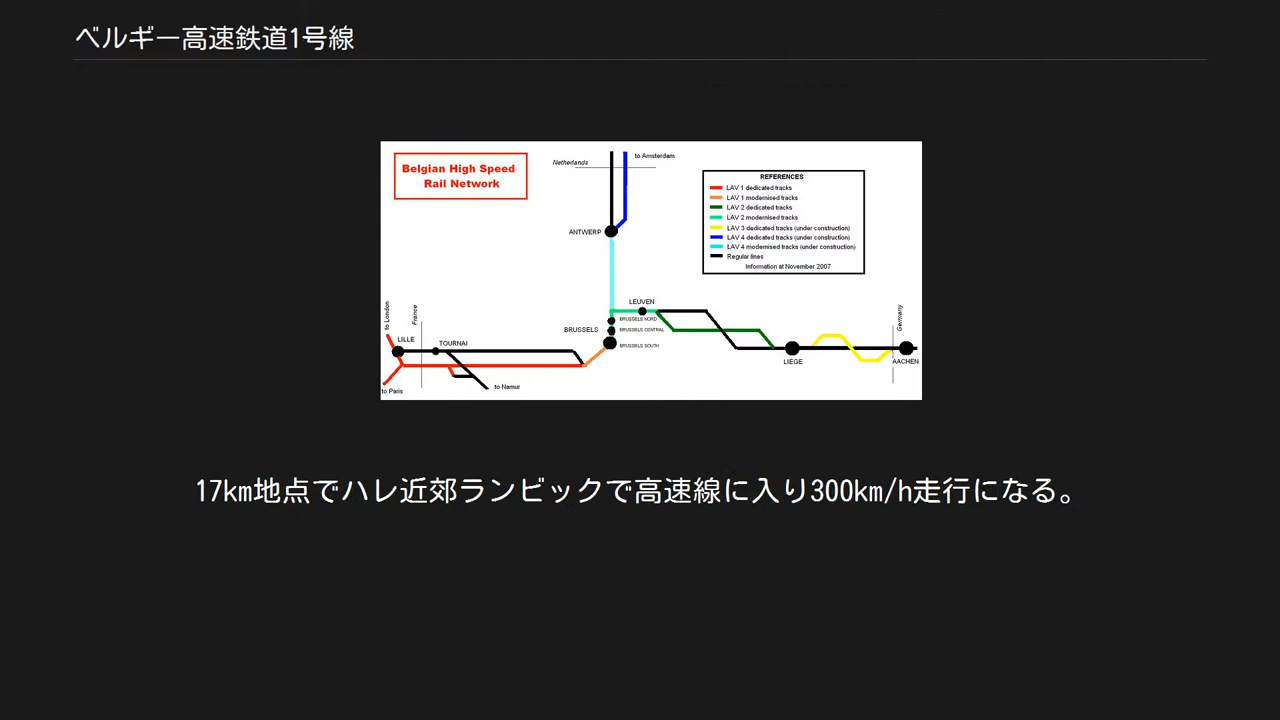 ベルギー高速鉄道1号線
Belgian High Speed
Rail Network
Netherlands
to Amsterdam
REFERENCES
LAV 1 dedicated tracks
LAV 1 modernised tracks
LAV 2 dedicated tracks
LAV 2 modernised tracks
LAV 3 dedicated tracks (under construction)
LAV 4 dedicated tracks (under construction)
LAV 4 modernised tracks (under construction)
Regular lines
Information at November 2007
ANTWERP
LEUVEN
BRUSSELS NORD
BRUSSELS
BRUSSELS CENTRAL
BRUSSELS SOUTH
to London
France
Germany
LILLE
TOURNAI
LIEGE
AACHEN
to Paris
to Namur
17km地点でハレ近郊ランビックで高速線に入り300km/h走行になる。